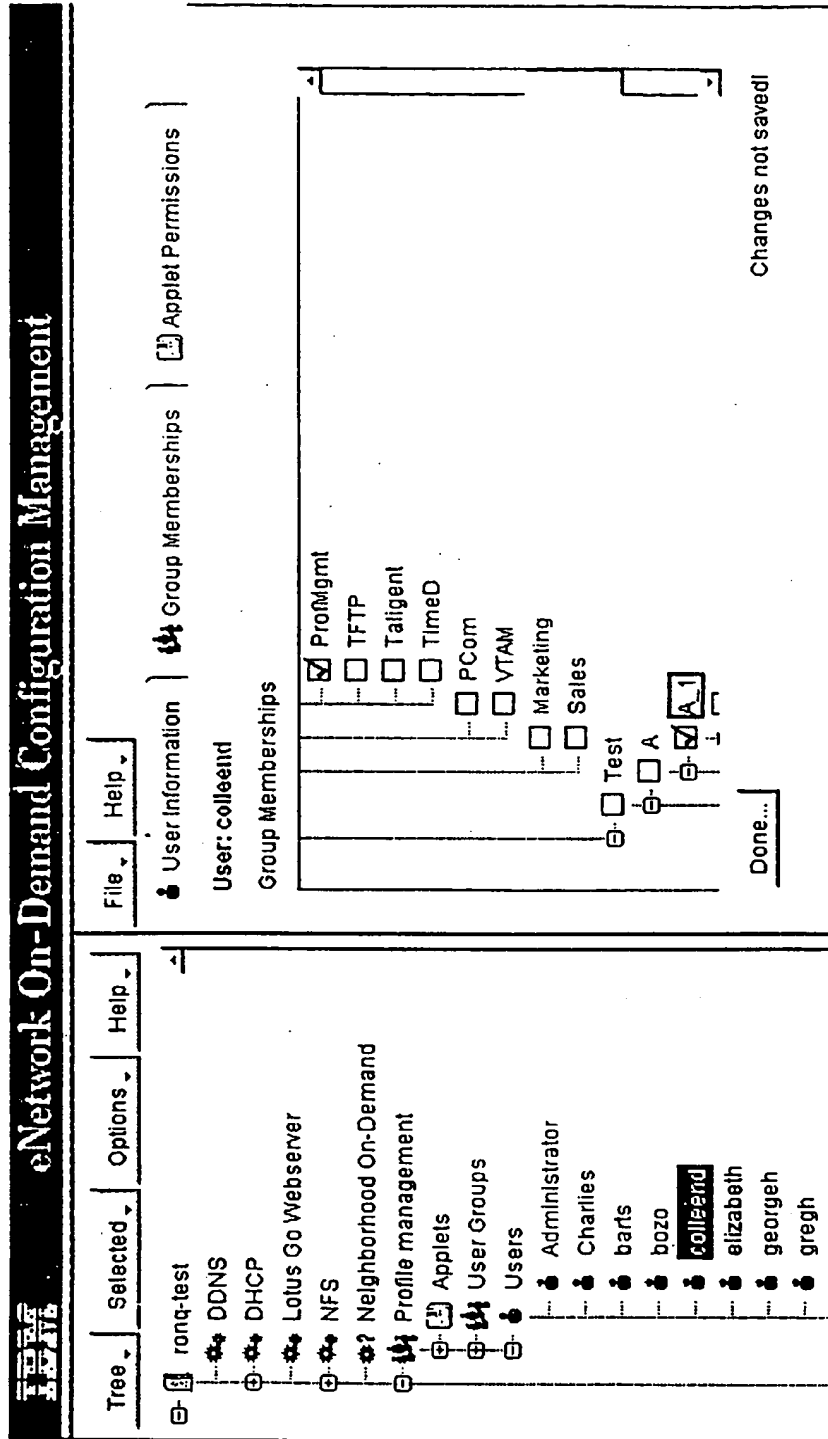 IBM eNetwork On-Demand Configuration Management
Tree Selected Options Help
ronq-test
DDNS
DHCP
Lotus Go Webserver
NFS
? Neighborhood On-Demand
Profile management
Applets
User Groups
Users
Administrator
Charlies
barts
bozo
colleend
elizabeth
georgeh
gregh
File Help
User Information Group Memberships Applet Permissions
User: colleend
Group Memberships
ProfMgmt
TFTP
Taligent
TimeD
PCom
VTAM
Marketing
Sales
Test
A
A_1
Done...
Changes not saved!